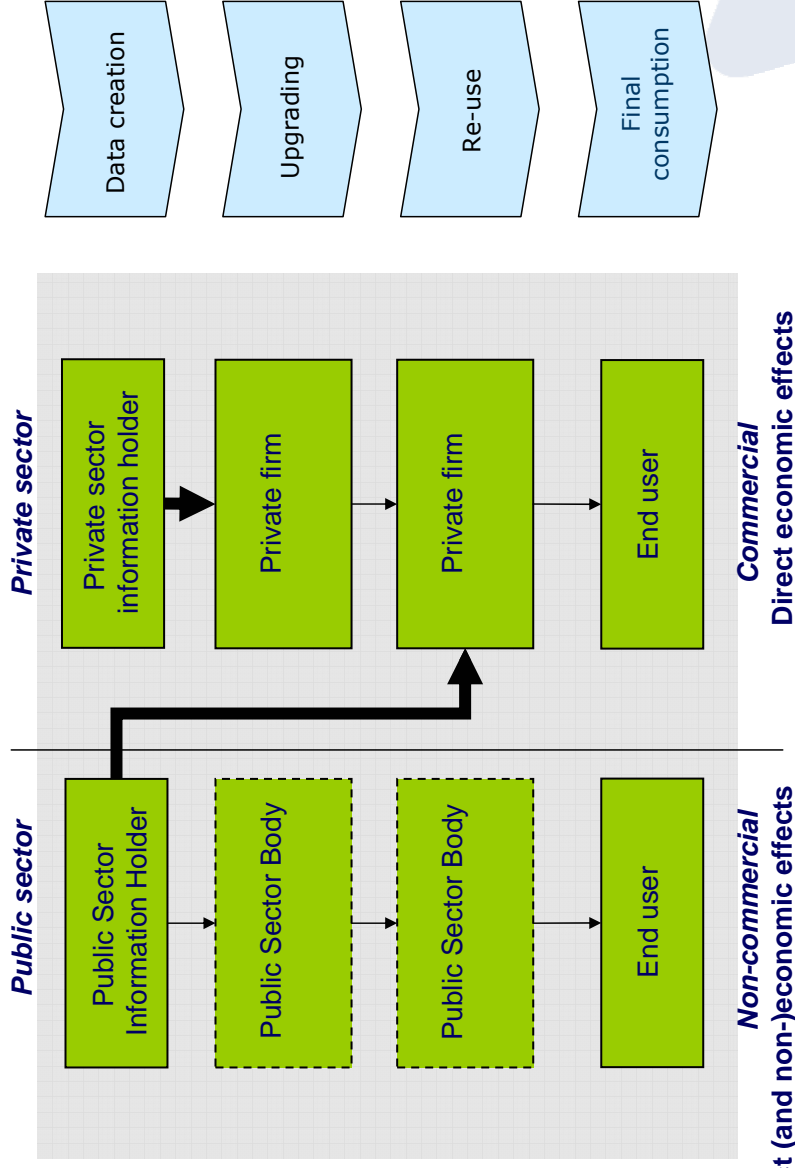 Public sector
Private sector
Public Sector
Information Holder
Private sector
information holder
Data creation
Public Sector Body
Private firm
Upgrading
Public Sector Body
Private firm
Re-use
End user
End user
Final
consumption
Non-commercial
(and non-)economic effects
Commercial
Direct economic effects